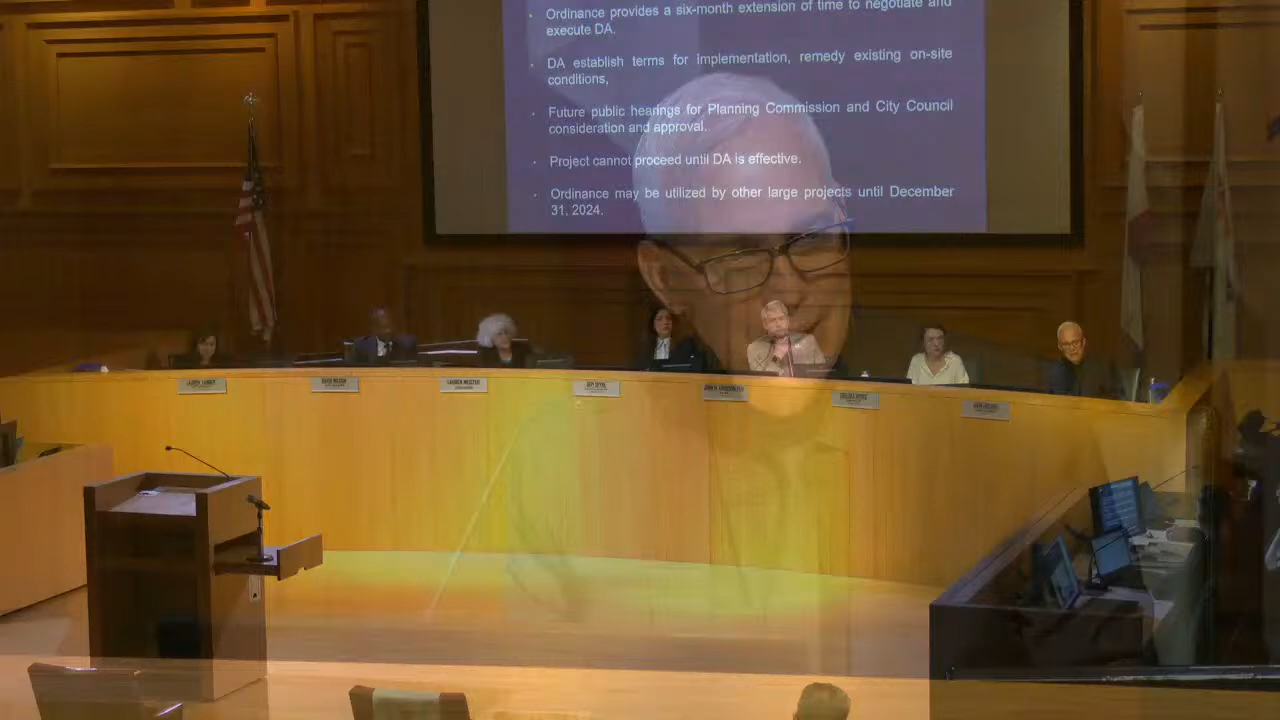 • Ordinance provides a six-month extension of time to negotiate and
execute DA.
• DA establish terms for implementation, remedy existing on-site
conditions,
• Future public hearings for Planning Commission and City Council
consideration and approval.
• Project cannot proceed until DA is effective.
• Ordinance may be utilized by other large projects until December
31, 2024.
LAUREN MEISTER